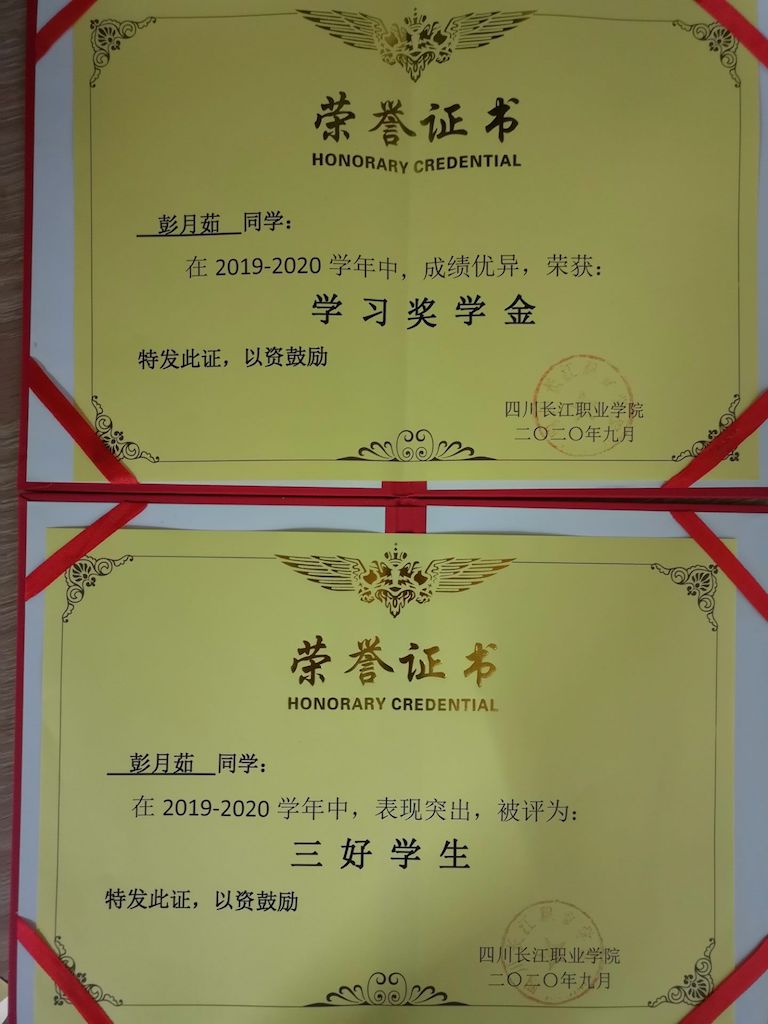 荣誉证书
HONORARY CREDENTIAL
彭月茹 同学：
在 2019-2020 学年中，成绩优异，荣获：
学习奖学金
特发此证，以资鼓励
四川长江职业学院
二〇二〇年九月
荣誉证书
HONORARY CREDENTIAL
彭月茹 同学：
在 2019-2020 学年中，表现突出，被评为：
三好学生
特发此证，以资鼓励
四川长江职业学院
二〇二〇年九月